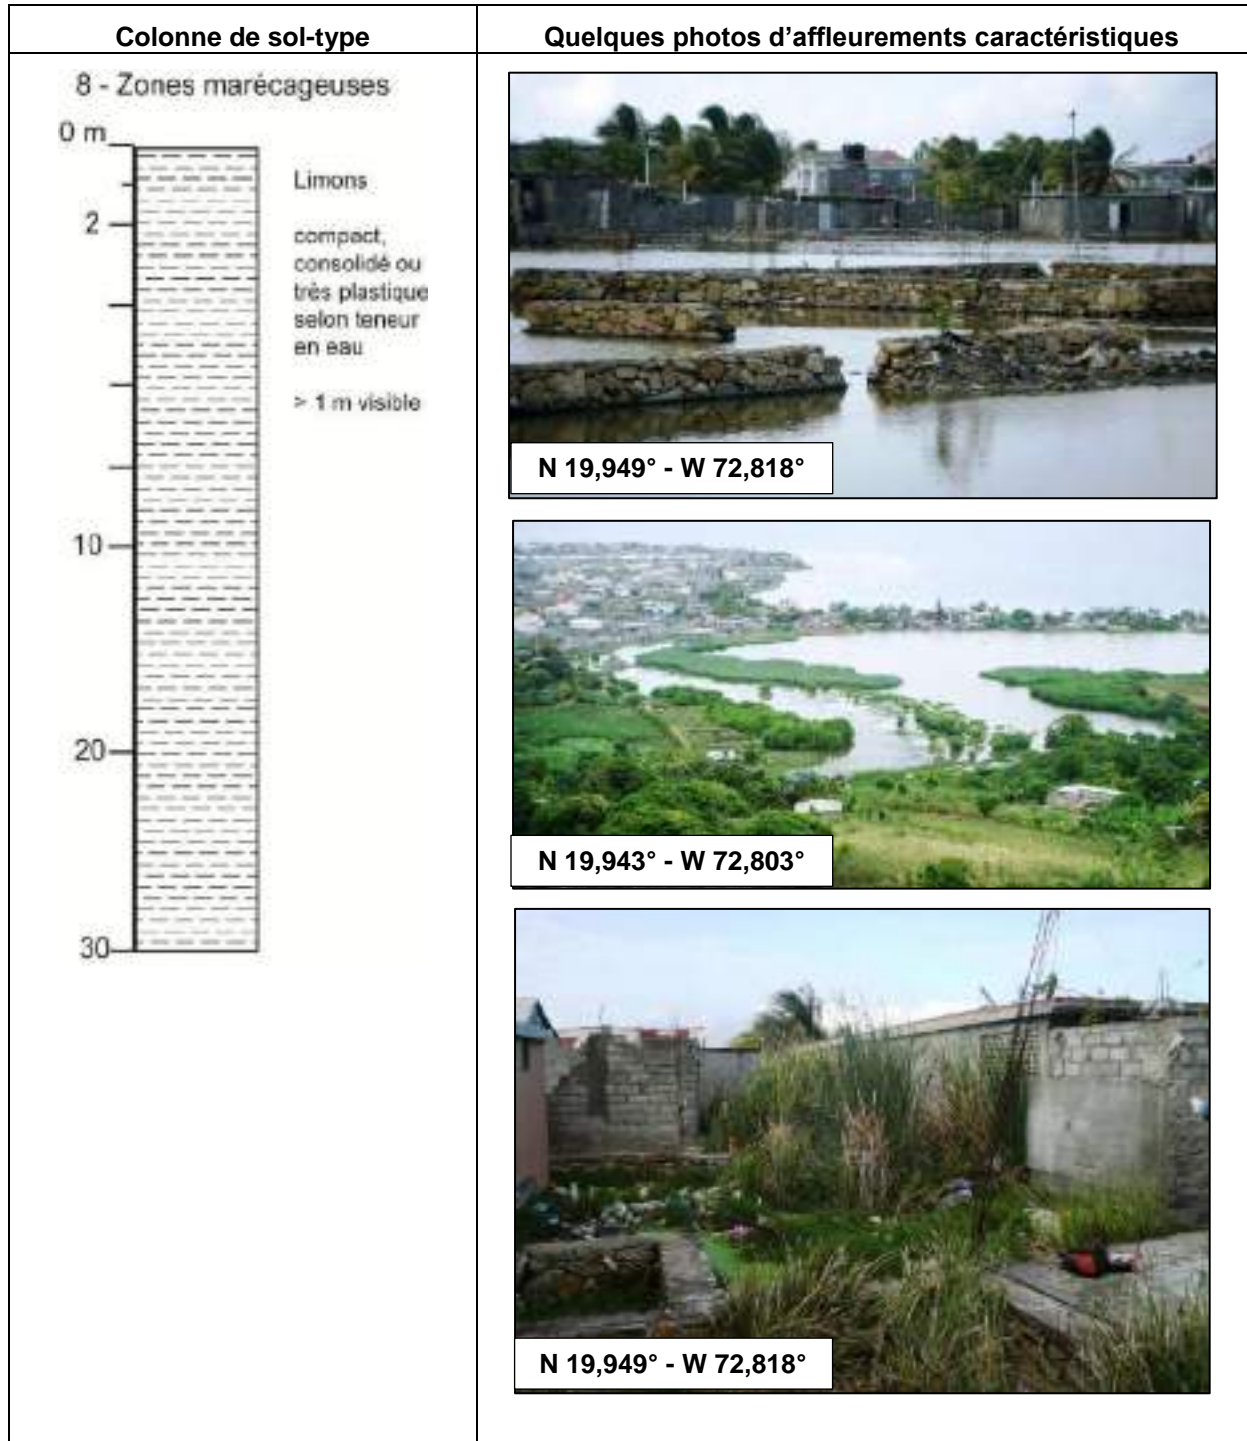 Colonne de sol-type
Quelques photos d’affleurements caractéristiques
8 - Zones marécageuses
0 m
2
10
20
30
Limons
compact,
consolidé ou
très plastique
selon teneur
en eau
> 1 m visible
N 19,949° - W 72,818°
N 19,943° - W 72,803°
N 19,949° - W 72,818°